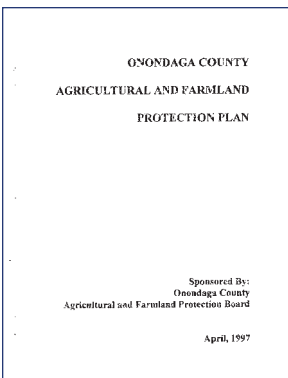 ONONDAGA COUNTY
AGRICULTURAL AND FARMLAND
PROTECTION PLAN
Sponsored By:
Onondaga County
Agricultural and Farmland Protection Board
April, 1997